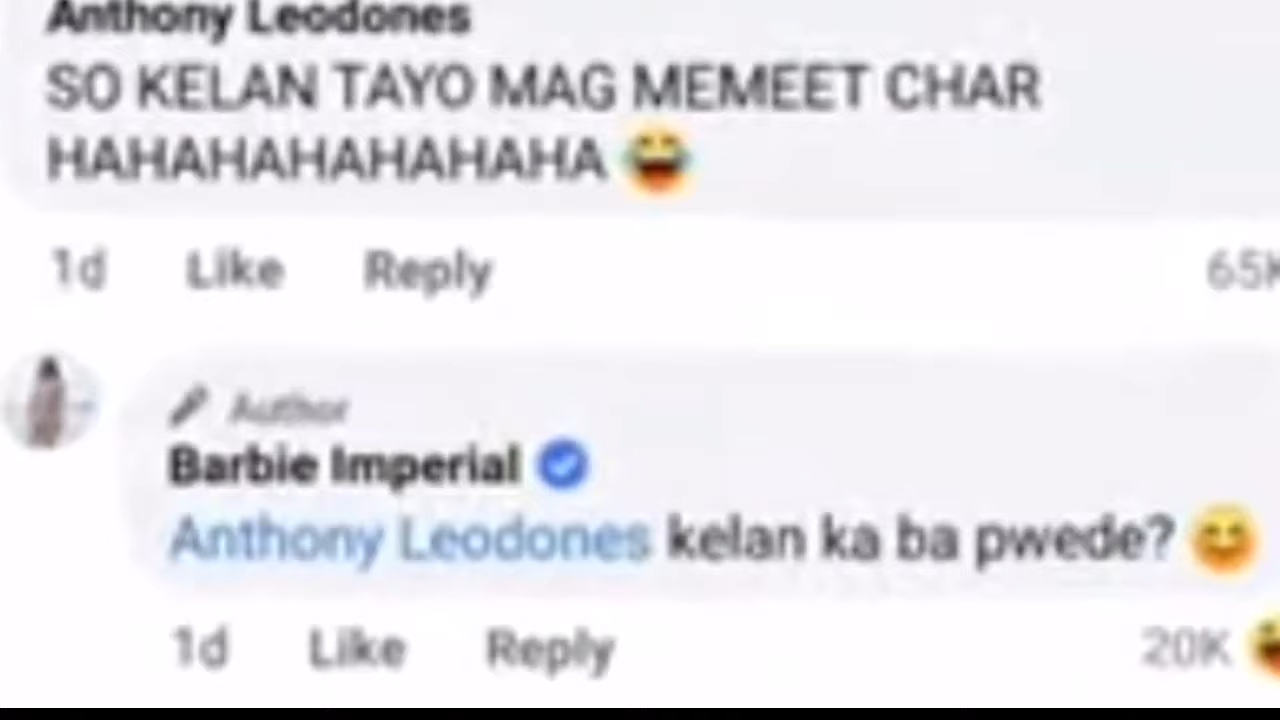 Anthony Leodones
SO KELAN TAYO MAG MEMEET CHAR
HAHAHAHAHAHAHA 😂
1d Like Reply 65K
Author
Barbie Imperial
Anthony Leodones kelan ka ba pwede? 😊
1d Like Reply 20K